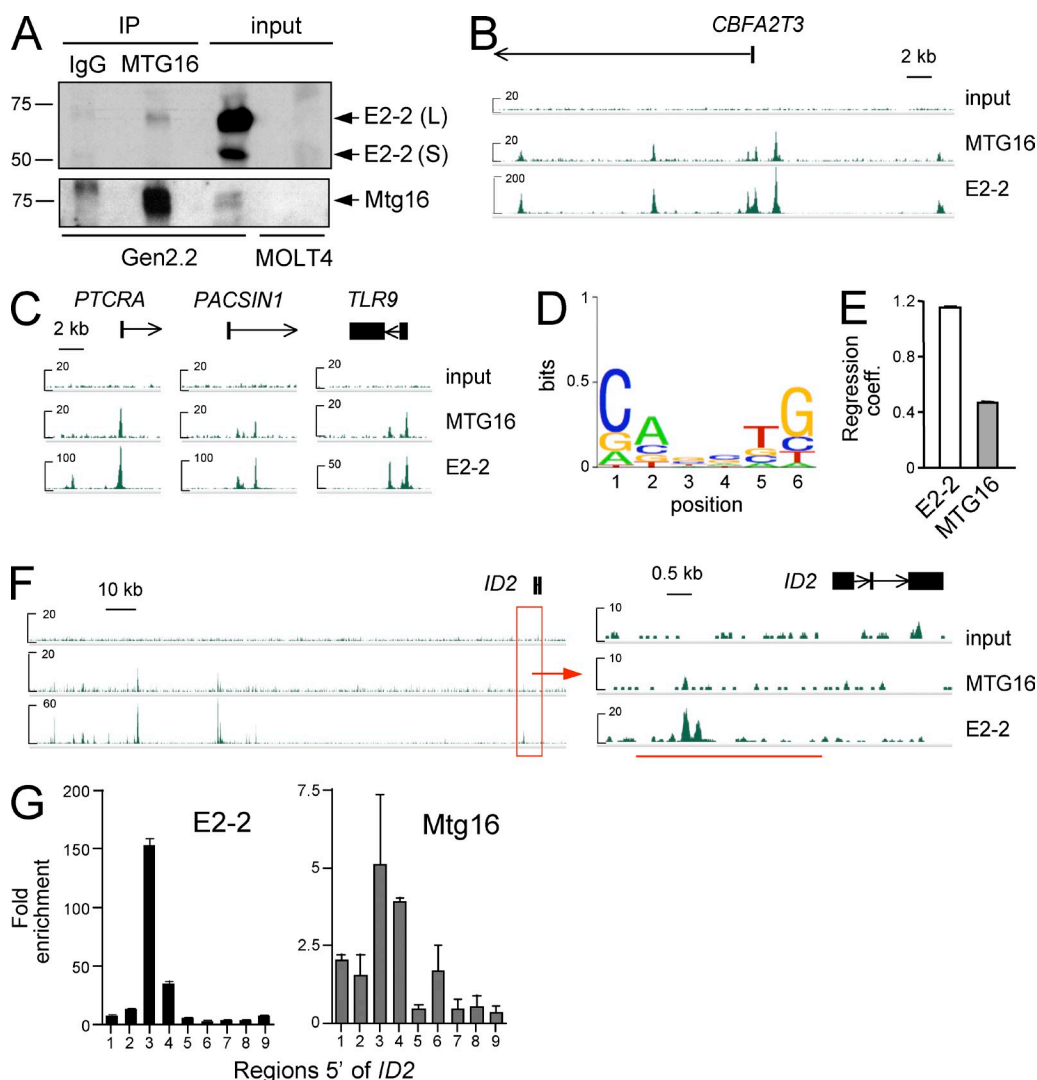 A
IP
input
IgG
MTG16
75
50
E2-2 (L)
E2-2 (S)
75
Mtg16
Gen2.2
MOLT4
B
CBFA2T3
2 kb
20
input
20
MTG16
200
E2-2
C
PTCRA
PACSIN1
TLR9
2 kb
20
20
20
input
20
20
20
MTG16
100
100
50
E2-2
D
1
bits
0.5
0
C G A T
A C G T
G C
C G
T G C A
G C T A
1 2 3 4 5 6
position
E
Regression coeff.
1.2
0.4
0
E2-2
MTG16
F
10 kb
ID2
20
20
60
0.5 kb
ID2
10
input
10
MTG16
20
E2-2
G
Fold enrichment
200
150
100
50
0
E2-2
1 2 3 4 5 6 7 8 9
7.5
5
2.5
0
Mtg16
1 2 3 4 5 6 7 8 9
Regions 5' of ID2